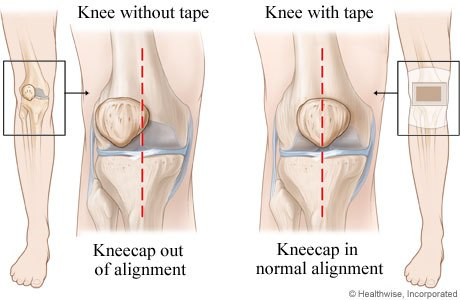 Knee without tape
Knee with tape
Kneecap out
of alignment
Kneecap in
normal alignment
© Healthwise, Incorporated